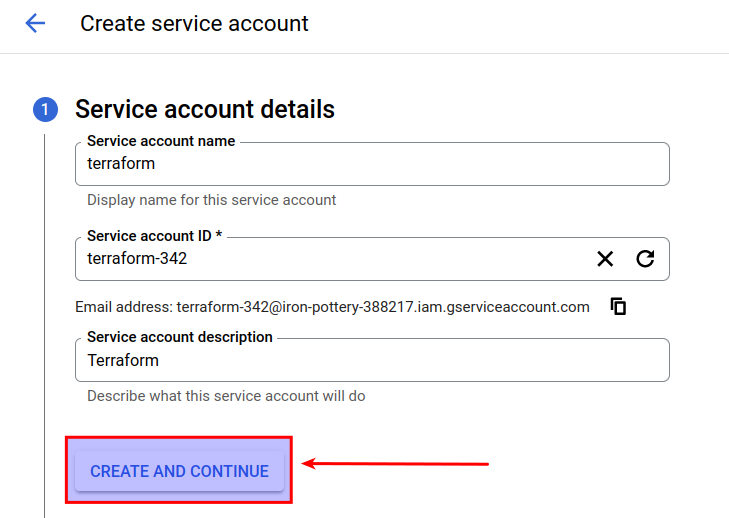 Create service account
1
Service account details
Service account name
terraform
Display name for this service account
Service account ID *
terraform-342
Email address: terraform-342@iron-pottery-388217.iam.gserviceaccount.com
Service account description
Terraform
Describe what this service account will do
CREATE AND CONTINUE